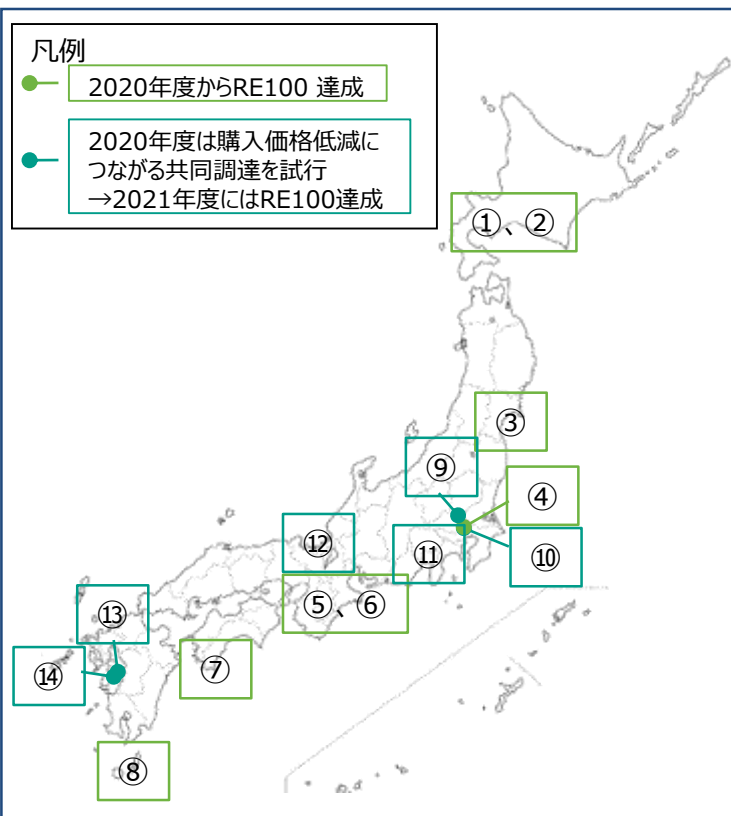 凡例
2020年度からRE100 達成
2020年度は購入価格低減に
つながる共同調達を試行
→2021年度にはRE100達成
①、②
③
⑨
④
⑫
⑪
⑩
⑬
⑤、⑥
⑭
⑦
⑧